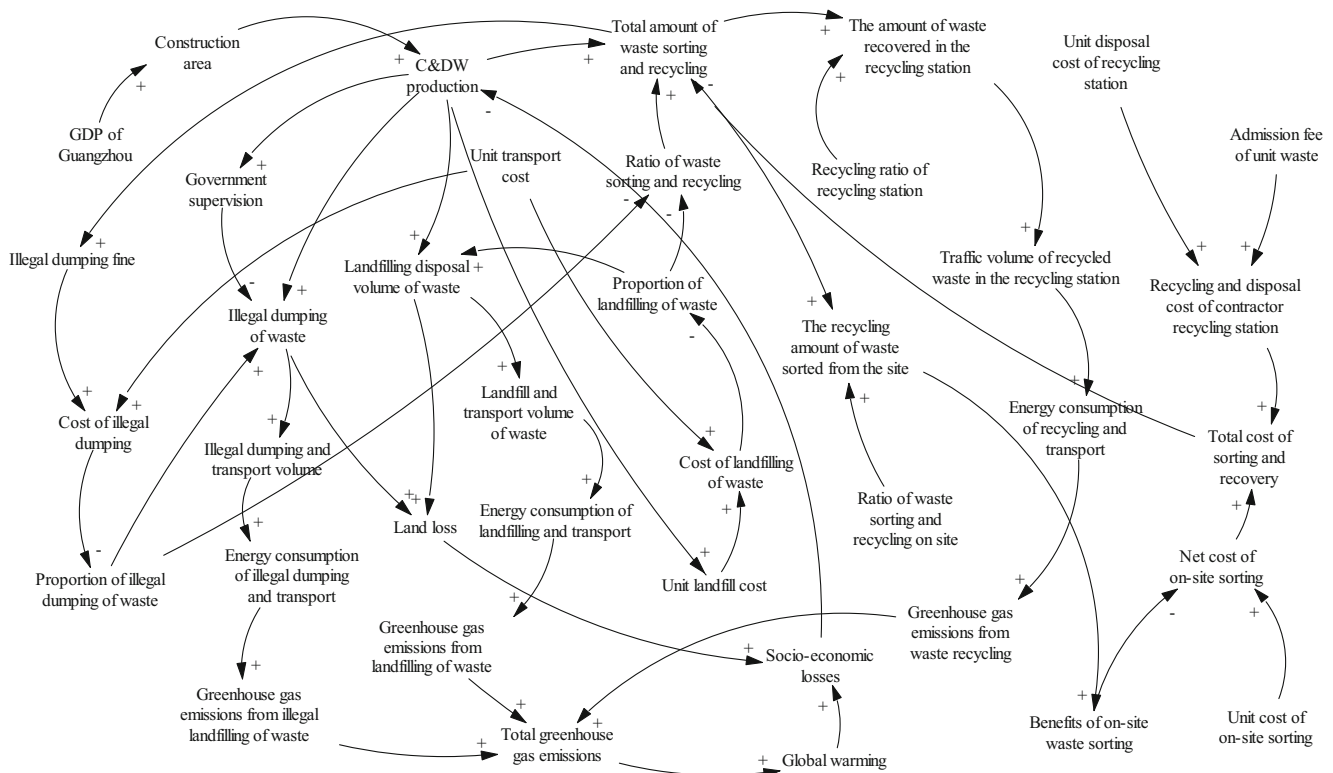 Construction
area
C&DW
production
GDP of
Guangzhou
Total amount of
waste sorting
and recycling
The amount of waste
recovered in the
recycling station
Unit disposal
cost of recycling
station
Admission fee
of unit waste
Government
supervision
Unit transport
cost
Ratio of waste
sorting and recycling
Recycling ratio of
recycling station
Illegal dumping fine
Landfilling disposal
volume of waste
Proportion of
landfilling of waste
Traffic volume of recycled
waste in the recycling station
Recycling and disposal
cost of contractor
recycling station
Illegal dumping
of waste
The recycling
amount of waste
sorted from the site
Cost of illegal
dumping
Illegal dumping and
transport volume
Landfill and
transport volume
of waste
Cost of landfilling
of waste
Energy consumption
of recycling and
transport
Total cost of
sorting and
recovery
Land loss
Energy consumption of
landfilling and transport
Ratio of waste
sorting and
recycling on site
Proportion of illegal
dumping of waste
Energy consumption
of illegal dumping
and transport
Unit landfill cost
Net cost of
on-site sorting
Greenhouse gas
emissions from
landfilling of waste
Greenhouse gas
emissions from
waste recycling
Socio-economic
losses
Greenhouse gas
emissions from illegal
landfilling of waste
Total greenhouse
gas emissions
Global warming
Benefits of on-site
waste sorting
Unit cost of
on-site sorting